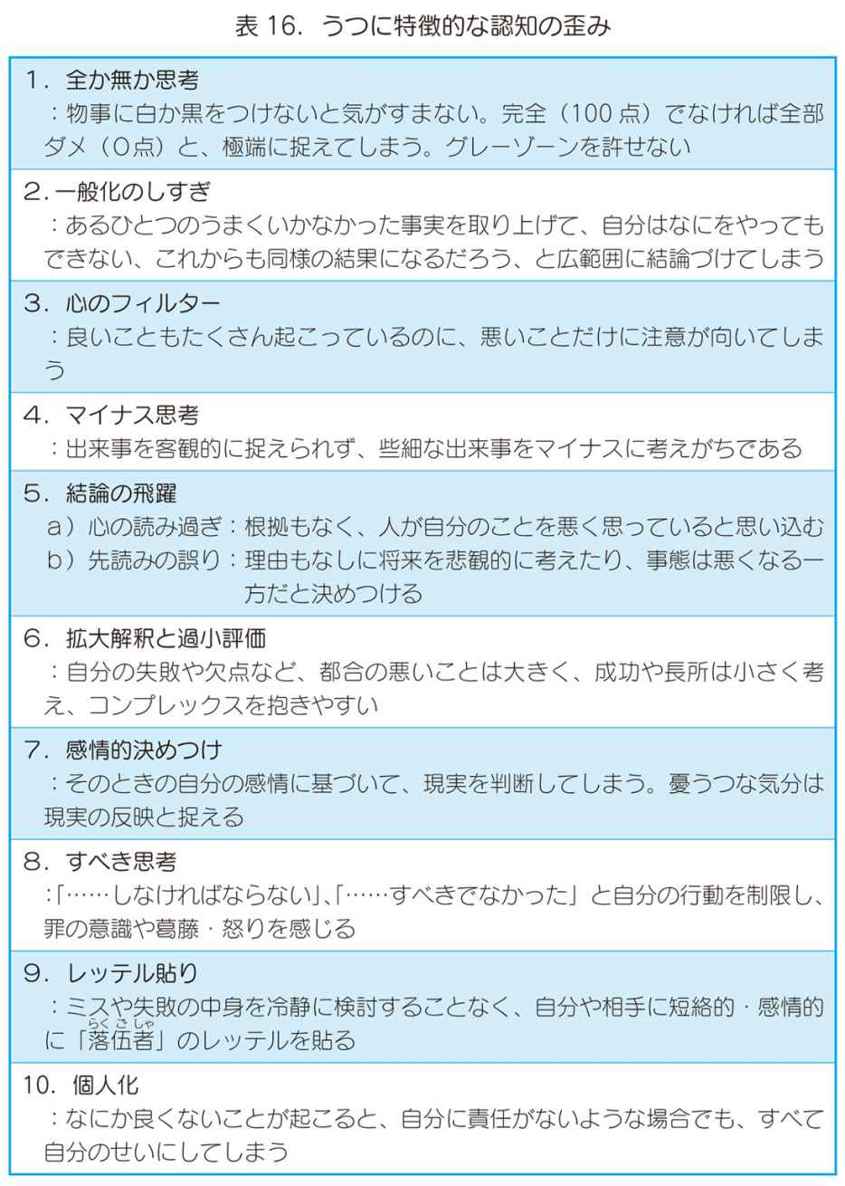 表 16．うつに特徴的な認知の歪み
１．全か無か思考
：物事に白か黒をつけないと気がすまない。完全（100 点）でなければ全部
ダメ（０点）と、極端に捉えてしまう。グレーゾーンを許せない
２．一般化のしすぎ
：あるひとつのうまくいかなかった事実を取り上げて、自分はなにをやっても
できない、これからも同様の結果になるだろう、と広範囲に結論づけてしまう
３．心のフィルター
：良いこともたくさん起こっているのに、悪いことだけに注意が向いてしま
う
４．マイナス思考
：出来事を客観的に捉えられず、些細な出来事をマイナスに考えがちである
５．結論の飛躍
ａ）心の読み過ぎ：根拠もなく、人が自分のことを悪く思っていると思い込む
ｂ）先読みの誤り：理由もなしに将来を悲観的に考えたり、事態は悪くなる一
方だと決めつける
６．拡大解釈と過小評価
：自分の失敗や欠点など、都合の悪いことは大きく、成功や長所は小さく考
え、コンプレックスを抱きやすい
７．感情的決めつけ
：そのときの自分の感情に基づいて、現実を判断してしまう。憂うつな気分は
現実の反映と捉える
８．すべき思考
：「……しなければならない」、「……すべきでなかった」と自分の行動を制限し、
罪の意識や葛藤・怒りを感じる
９．レッテル貼り
：ミスや失敗の中身を冷静に検討することなく、自分や相手に短絡的・感情的
らく ご しゃ
に「落伍者」のレッテルを貼る
10．個人化
：なにか良くないことが起こると、自分に責任がないような場合でも、すべて
自分のせいにしてしまう